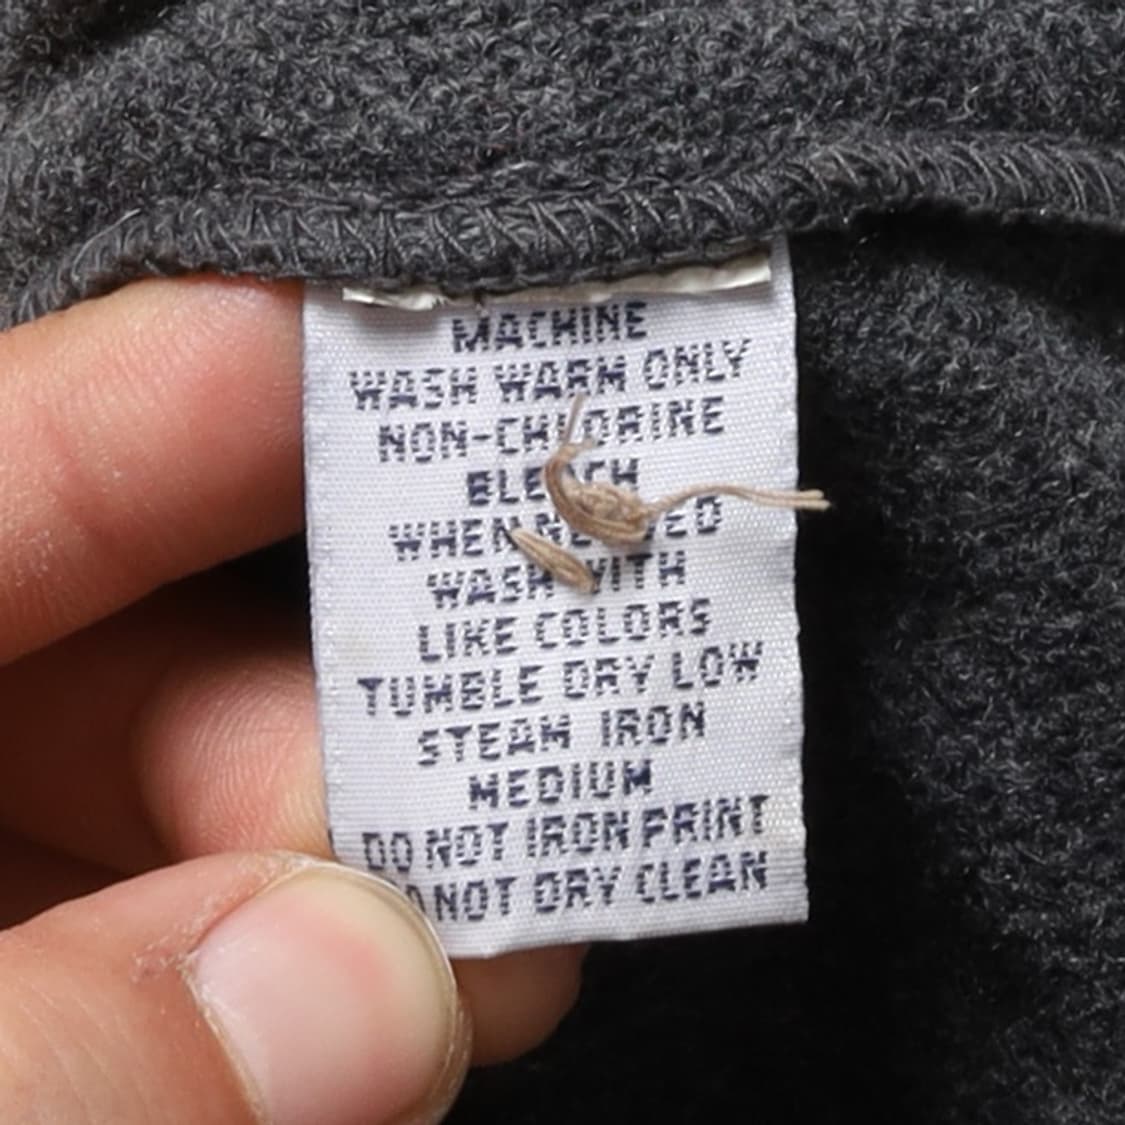 MACHINE
WASH WARM ONLY
NON-CHLORINE
BLEACH
WHEN NEEDED
WASH WITH
LIKE COLORS
TUMBLE DRY LOW
STEAM IRON
MEDIUM
DO NOT IRON PRINT
DO NOT DRY CLEAN